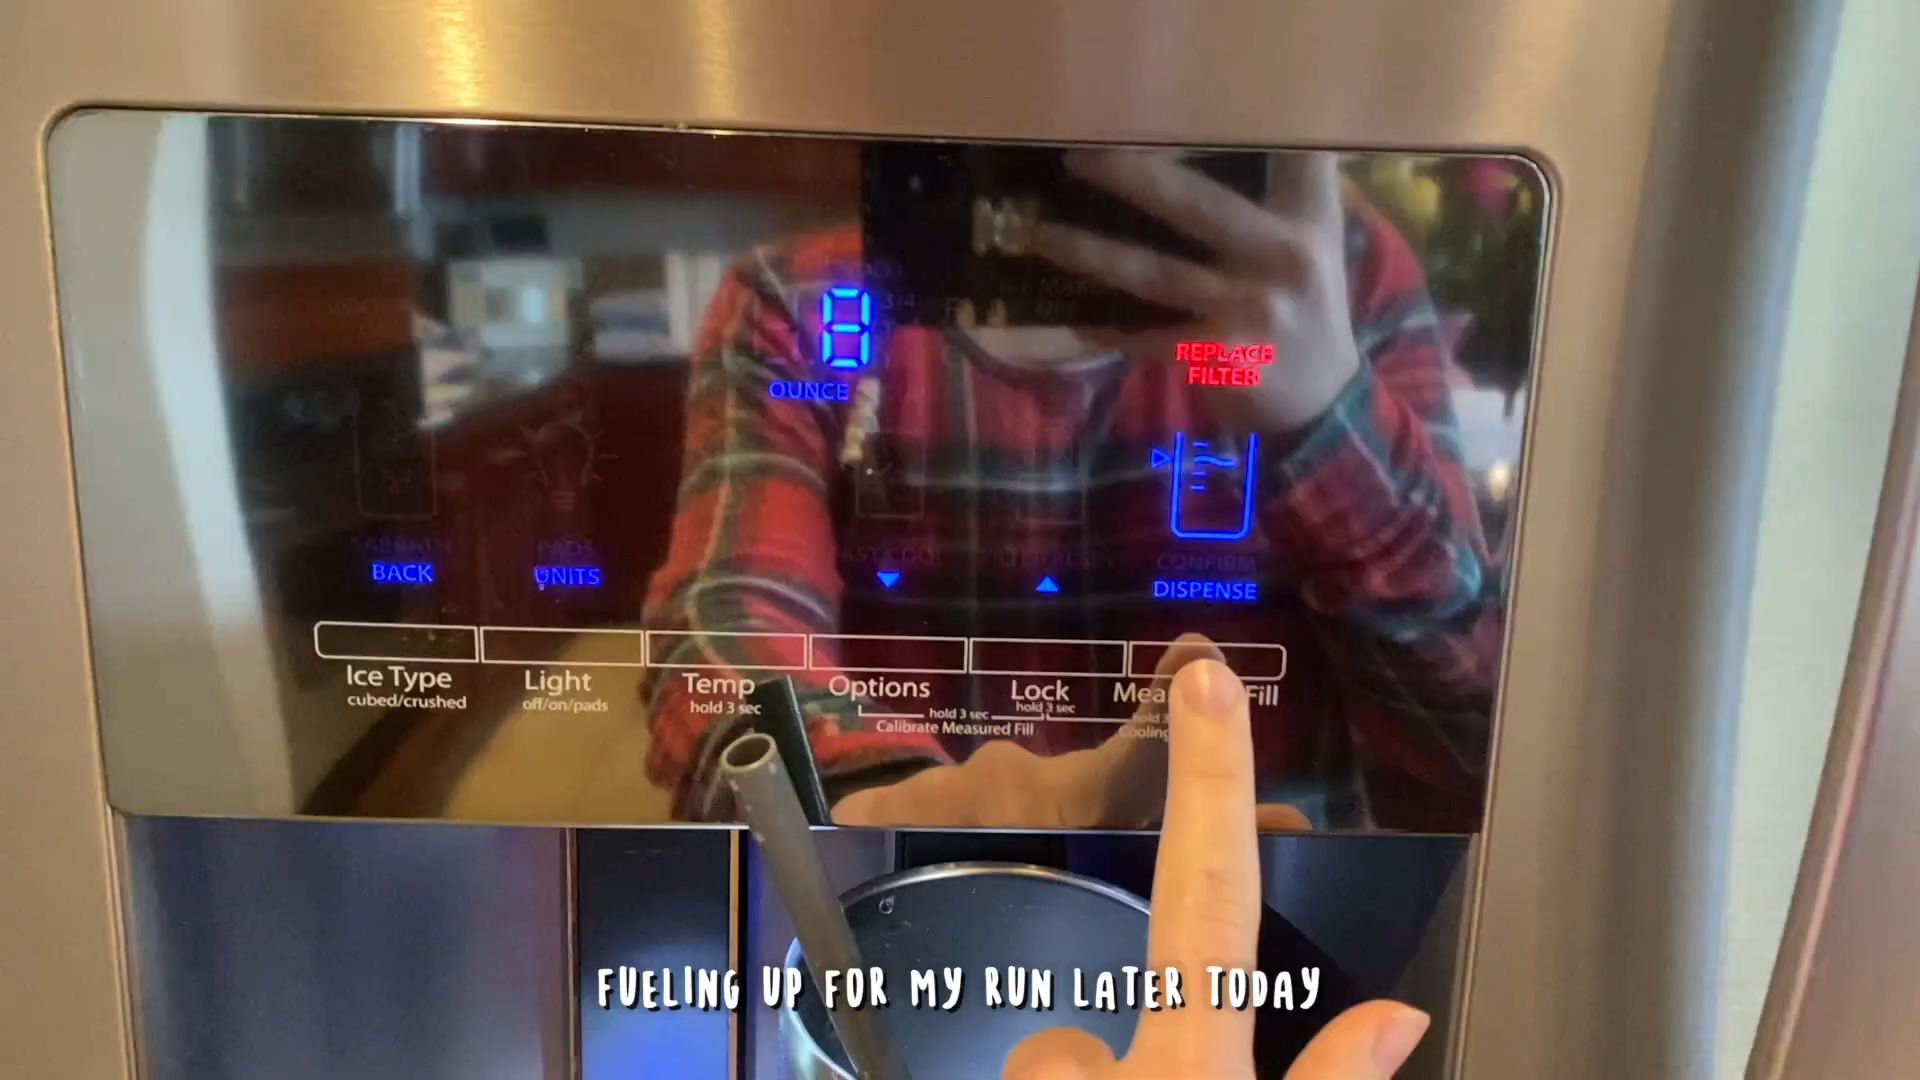 8
OUNCE
REPLACE
FILTER
BACK
UNITS
CONFIRM
DISPENSE
Ice Type
cubed/crushed
Light
off/on/pads
Temp
hold 3 sec
Options
Lock
hold 3 sec
Fill
hold 3 sec
Calibrate Measured Fill
Cooling
FUELING UP FOR MY RUN LATER TODAY